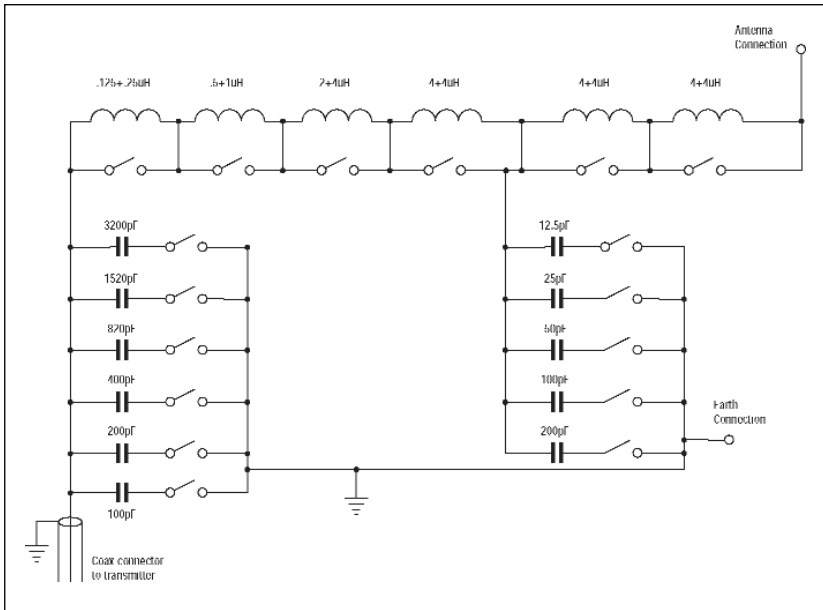 Antenna
Connection
.125+.25uH
.5+1uH
2+4uH
4+4uH
4+4uH
4+4uH
3200pF
12.5pF
1520pF
25pF
820pF
50pF
400pF
100pF
Earth
Connection
200pF
200pF
100pF
Coax connector
to transmitter